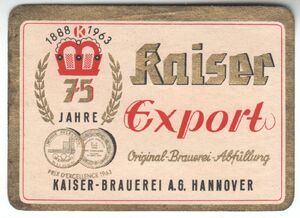 1888 K 1963
75
JAHRE
Kaiser
Export
Original-Brauerei-Abfüllung
PRIX D'EXCELLENCE 1963
KAISER-BRAUEREI A.G. HANNOVER